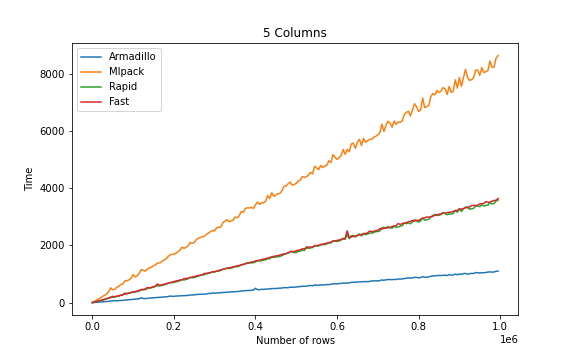 5 Columns
Armadillo
Mlpack
Rapid
Fast
Time
8000
6000
4000
2000
0
0.0 0.2 0.4 0.6 0.8 1.0
1e6
Number of rows